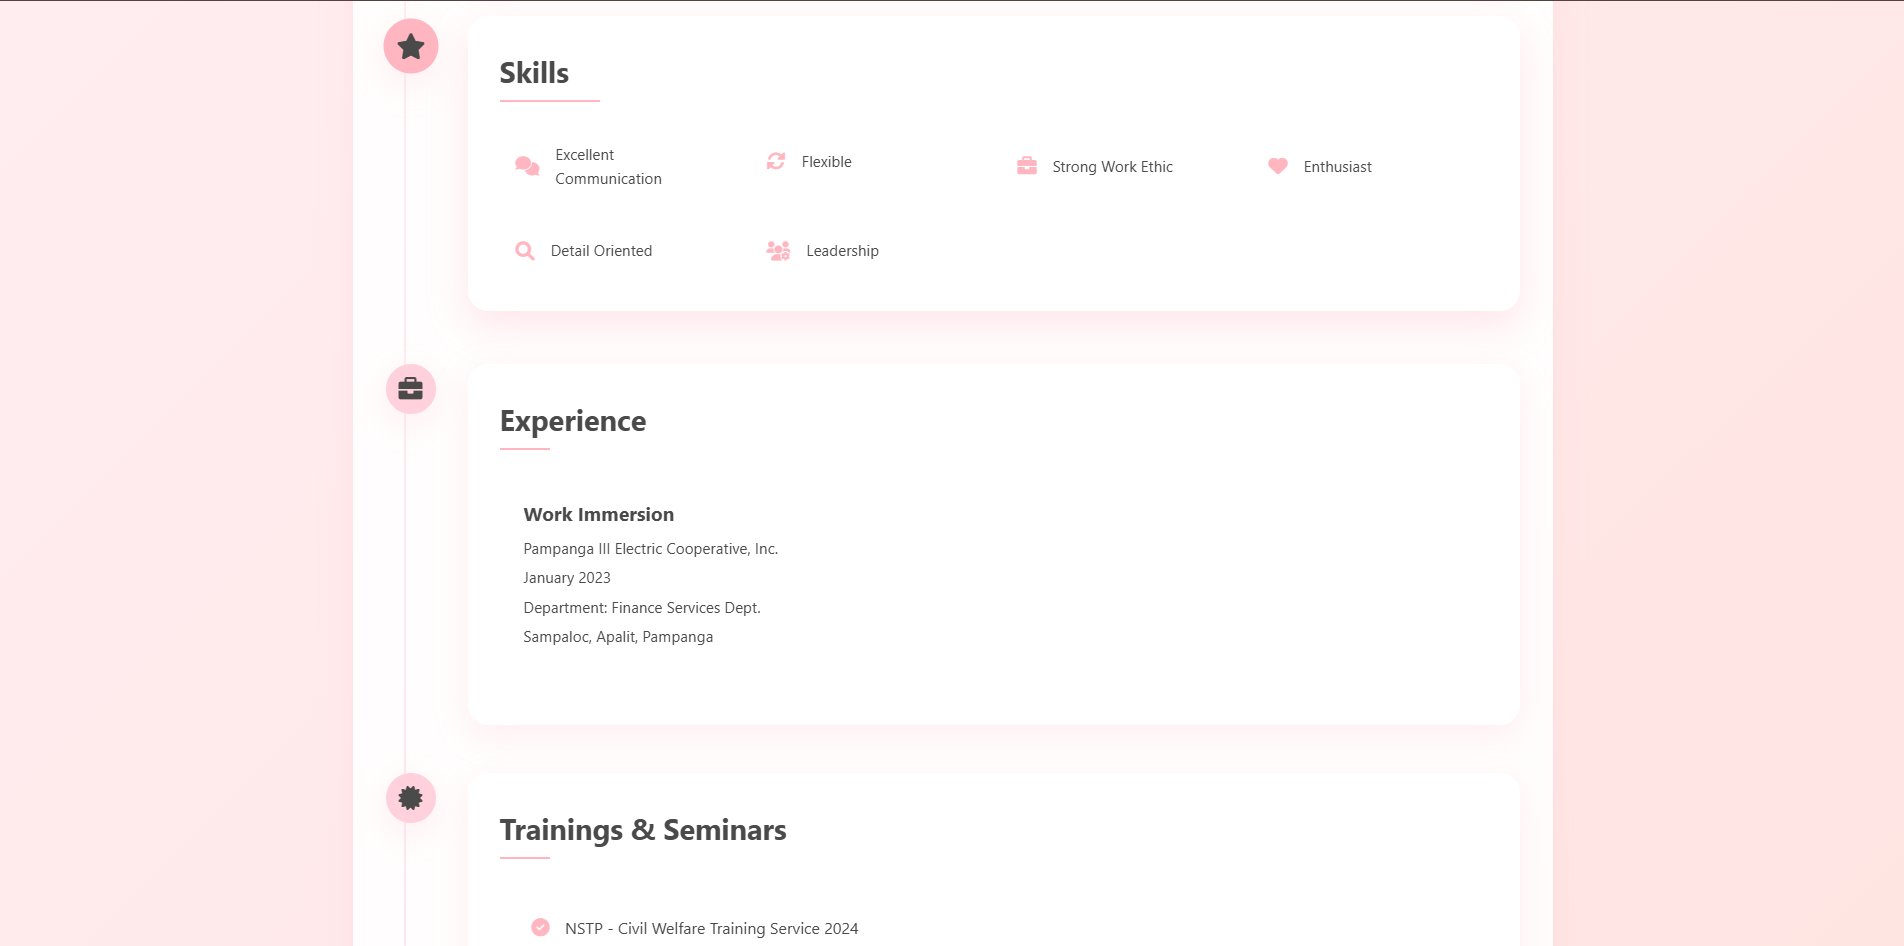 Skills
Excellent
Communication
Flexible
Strong Work Ethic
Enthusiast
Detail Oriented
Leadership
Experience
Work Immersion
Pampanga III Electric Cooperative, Inc.
January 2023
Department: Finance Services Dept.
Sampaloc, Apalit, Pampanga
Trainings & Seminars
NSTP - Civil Welfare Training Service 2024